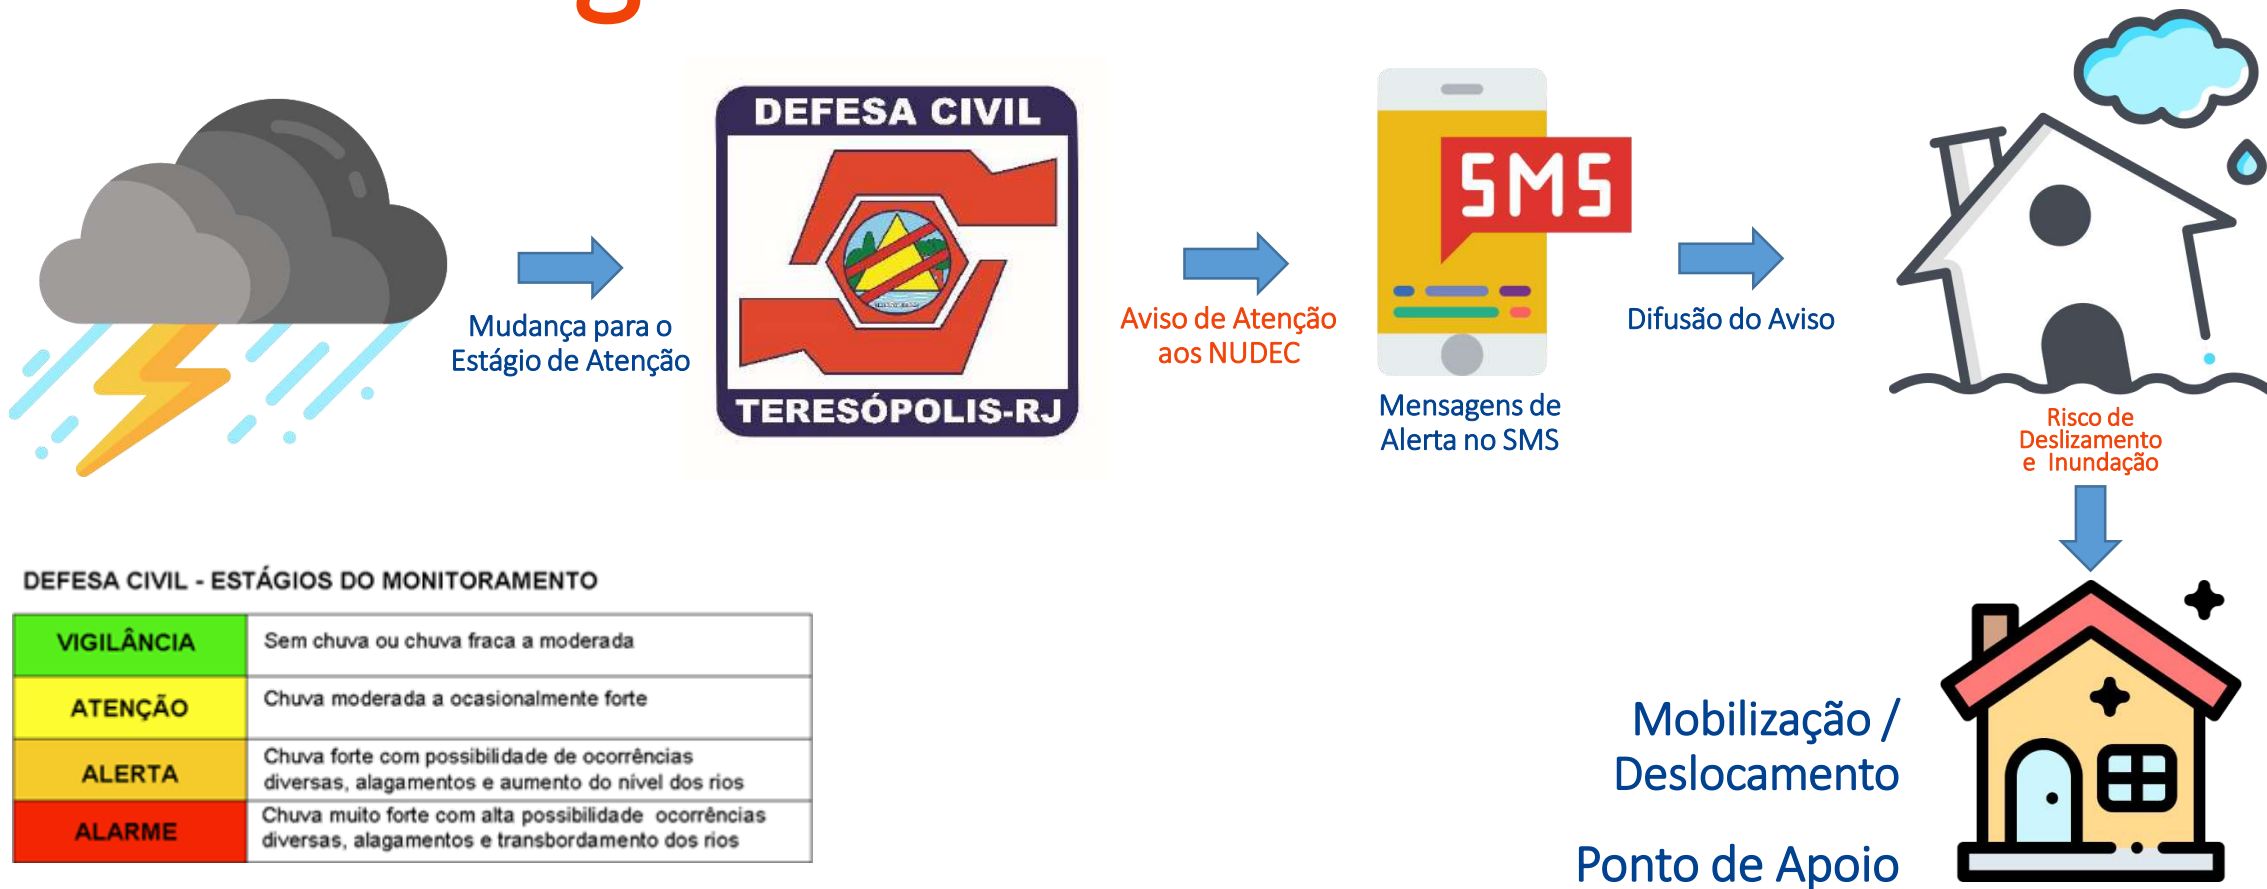 DEFESA CIVIL
TERESÓPOLIS-RJ
SMS
Mudança para o
Estágio de Atenção
Aviso de Atenção
aos NUDEC
Difusão do Aviso
Mensagens de
Alerta no SMS
Risco de
Deslizamento
e Inundação
DEFESA CIVIL - ESTÁGIOS DO MONITORAMENTO
VIGILÂNCIA
Sem chuva ou chuva fraca a moderada
ATENÇÃO
Chuva moderada a ocasionalmente forte
ALERTA
Chuva forte com possibilidade de ocorrências
diversas, alagamentos e aumento do nível dos rios
ALARME
Chuva muito forte com alta possibilidade ocorrências
diversas, alagamentos e transbordamento dos rios
Mobilização /
Deslocamento
Ponto de Apoio